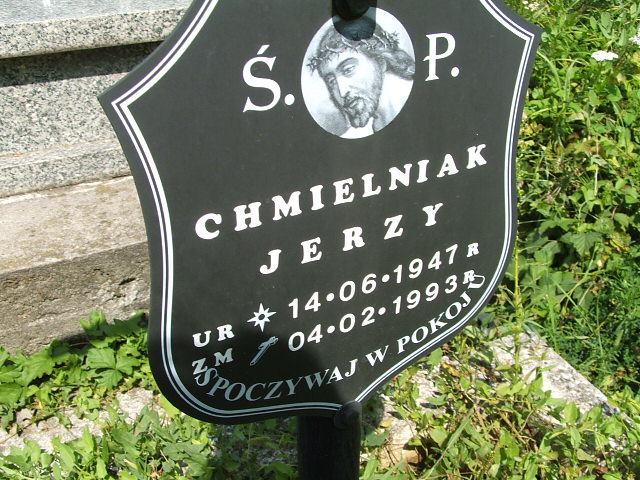 Ś. P.
CHMIELNIAK
JERZY
UR 14•06•1947 R
ZM 04•02•1993 R
SPOCZYWAJ W POKOJU